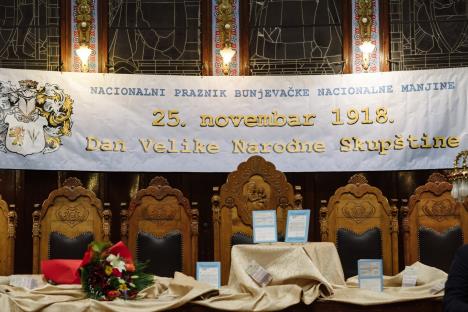 NACIONALNI PRAZNIK BUNjEVAČKE NACIONALNE MANJINE
25. novembar 1918.
Dan Velike Narodne Skupštine